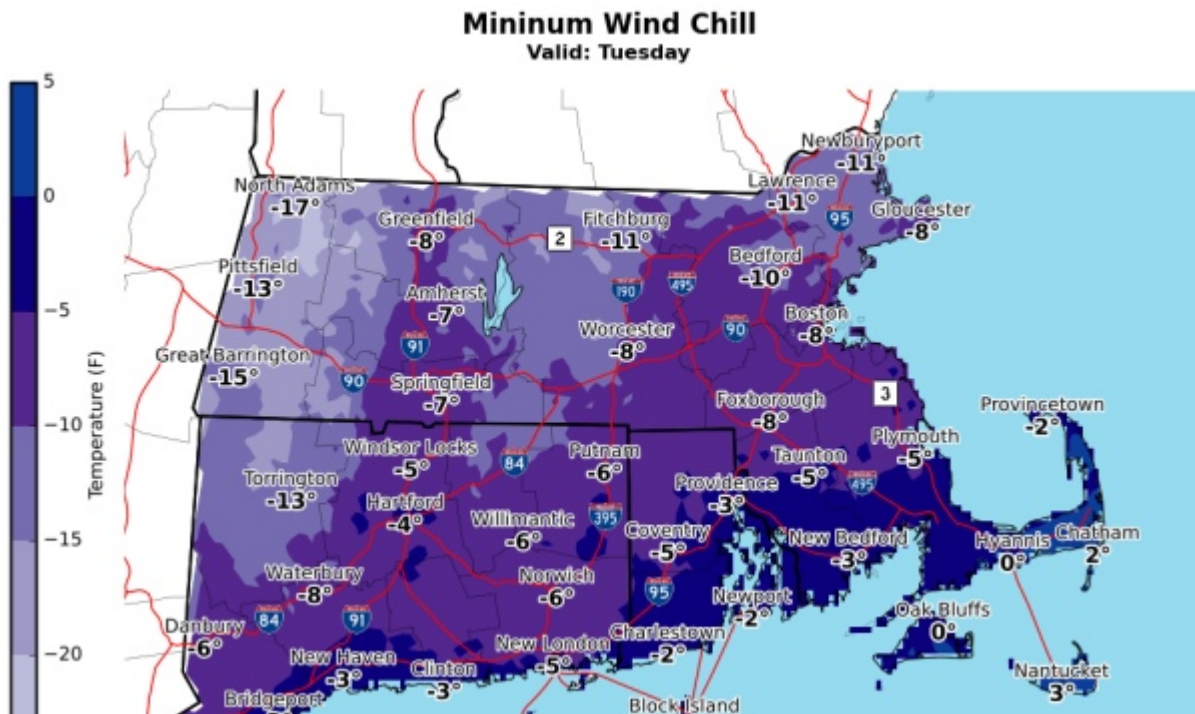 Mininum Wind Chill
Valid: Tuesday
5
0
−5
−10
−15
−20
Temperature (F)
Newburyport
-11°
Lawrence
-11°
95
Gloucester
-8°
North Adams
-17°
Greenfield
-8°
2
Fitchburg
-11°
Bedford
-10°
Pittsfield
-13°
Amherst
-7°
190
495
Boston
-8°
Worcester
-8°
90
91
Great Barrington
-15°
90
Springfield
-7°
Foxborough
-8°
3
Provincetown
-2°
Plymouth
-5°
Windsor Locks
-5°
84
Putnam
-6°
Taunton
-5°
495
Torrington
-13°
Hartford
-4°
Willimantic
-6°
395
Providence
-3°
Coventry
-5°
New Bedford
-3°
Hyannis
0°
Chatham
2°
Waterbury
-8°
Norwich
-6°
95
Newport
-2°
Oak Bluffs
0°
84
91
Danbury
-6°
New Haven
-3°
Clinton
-3°
New London
-5°
Charlestown
-2°
Nantucket
3°
Bridgeport
Block Island